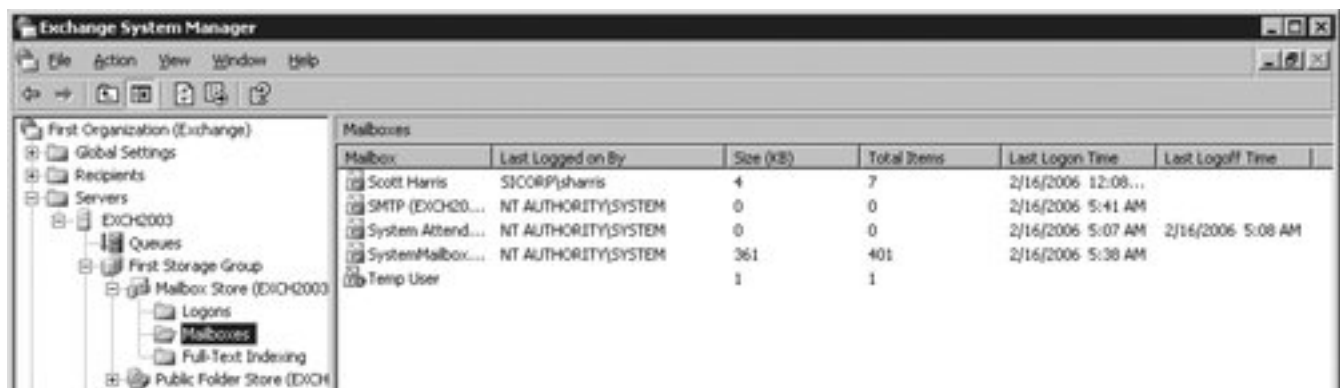 Exchange System Manager
File Action View Window Help
First Organization (Exchange)
Global Settings
Recipients
Servers
EXCH2003
Queues
First Storage Group
Mailbox Store (EXCH2003
Logons
Mailboxes
Full-Text Indexing
Public Folder Store (EXCH
Mailboxes
Mailbox Last Logged on By Size (KB) Total Items Last Logon Time Last Logoff Time
Scott Harris SICORP\sharris 4 7 2/16/2006 12:08...
SMTP (EXCH20... NT AUTHORITY\SYSTEM 0 0 2/16/2006 5:41 AM
System Attend... NT AUTHORITY\SYSTEM 0 0 2/16/2006 5:07 AM 2/16/2006 5:08 AM
SystemMailbox... NT AUTHORITY\SYSTEM 361 401 2/16/2006 5:38 AM
Temp User 1 1